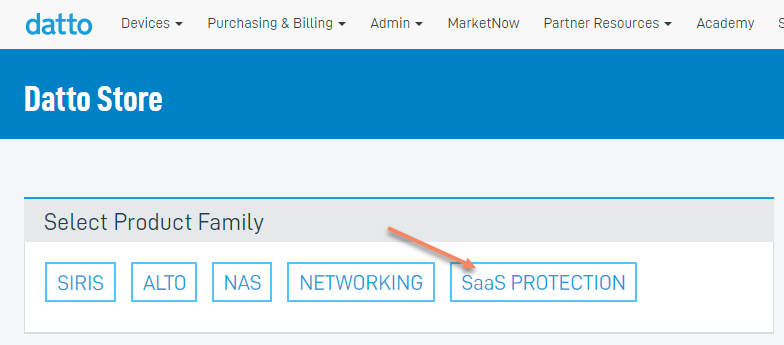 datto Devices Purchasing & Billing Admin MarketNow Partner Resources Academy S
Datto Store
Select Product Family
SIRIS ALTO NAS NETWORKING SaaS PROTECTION